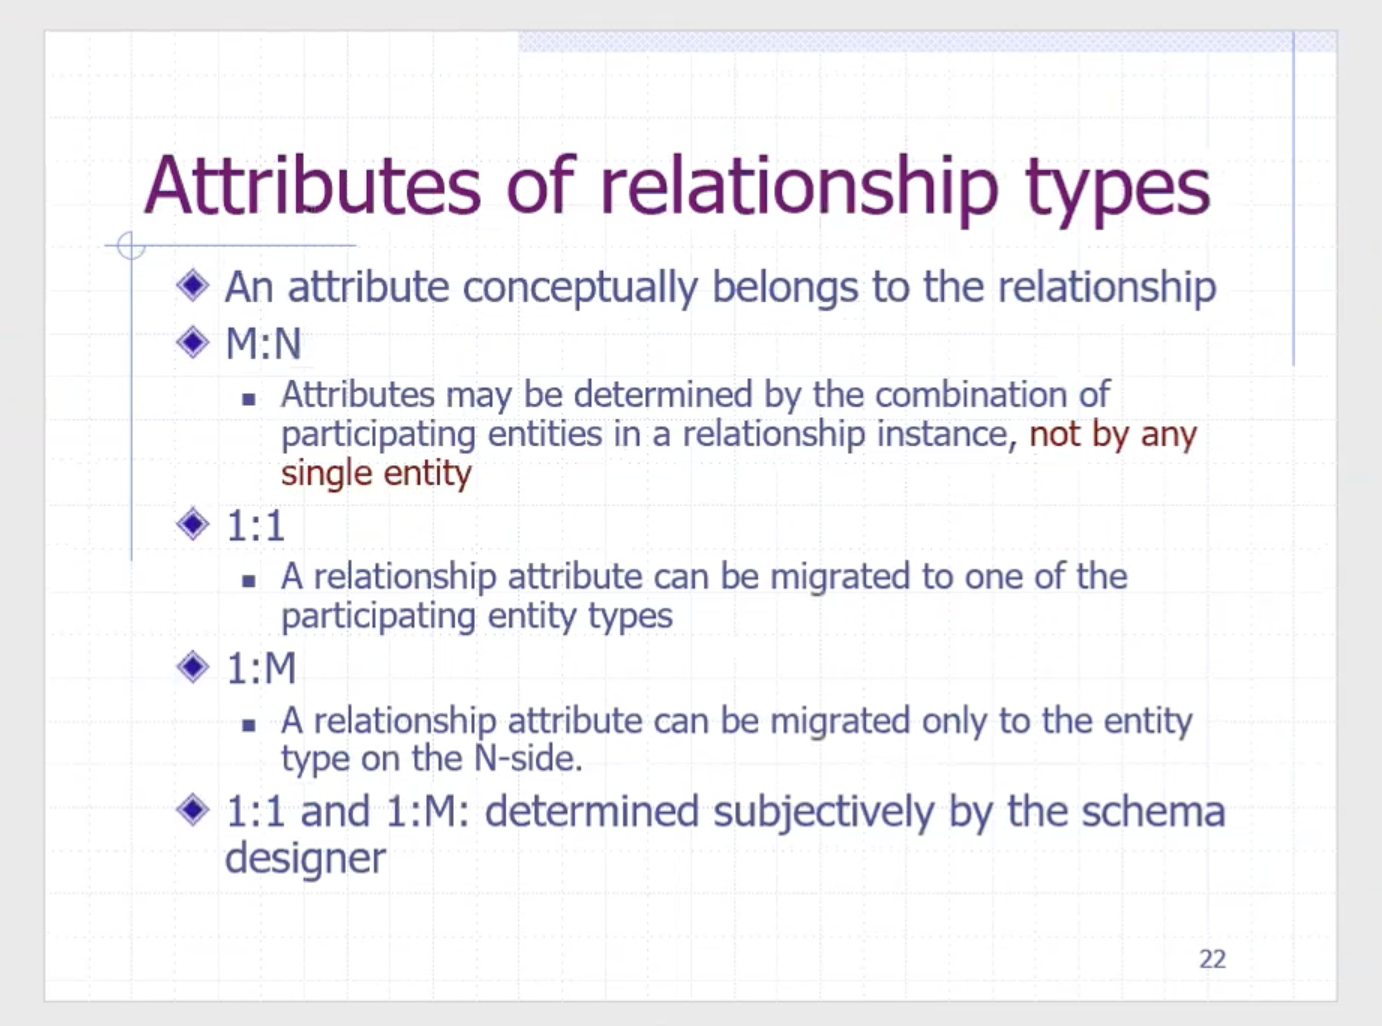 Attributes of relationship types
An attribute conceptually belongs to the relationship
M:N
Attributes may be determined by the combination of
participating entities in a relationship instance, not by any
single entity
1:1
A relationship attribute can be migrated to one of the
participating entity types
1:M
A relationship attribute can be migrated only to the entity
type on the N-side.
1:1 and 1:M: determined subjectively by the schema
designer
22